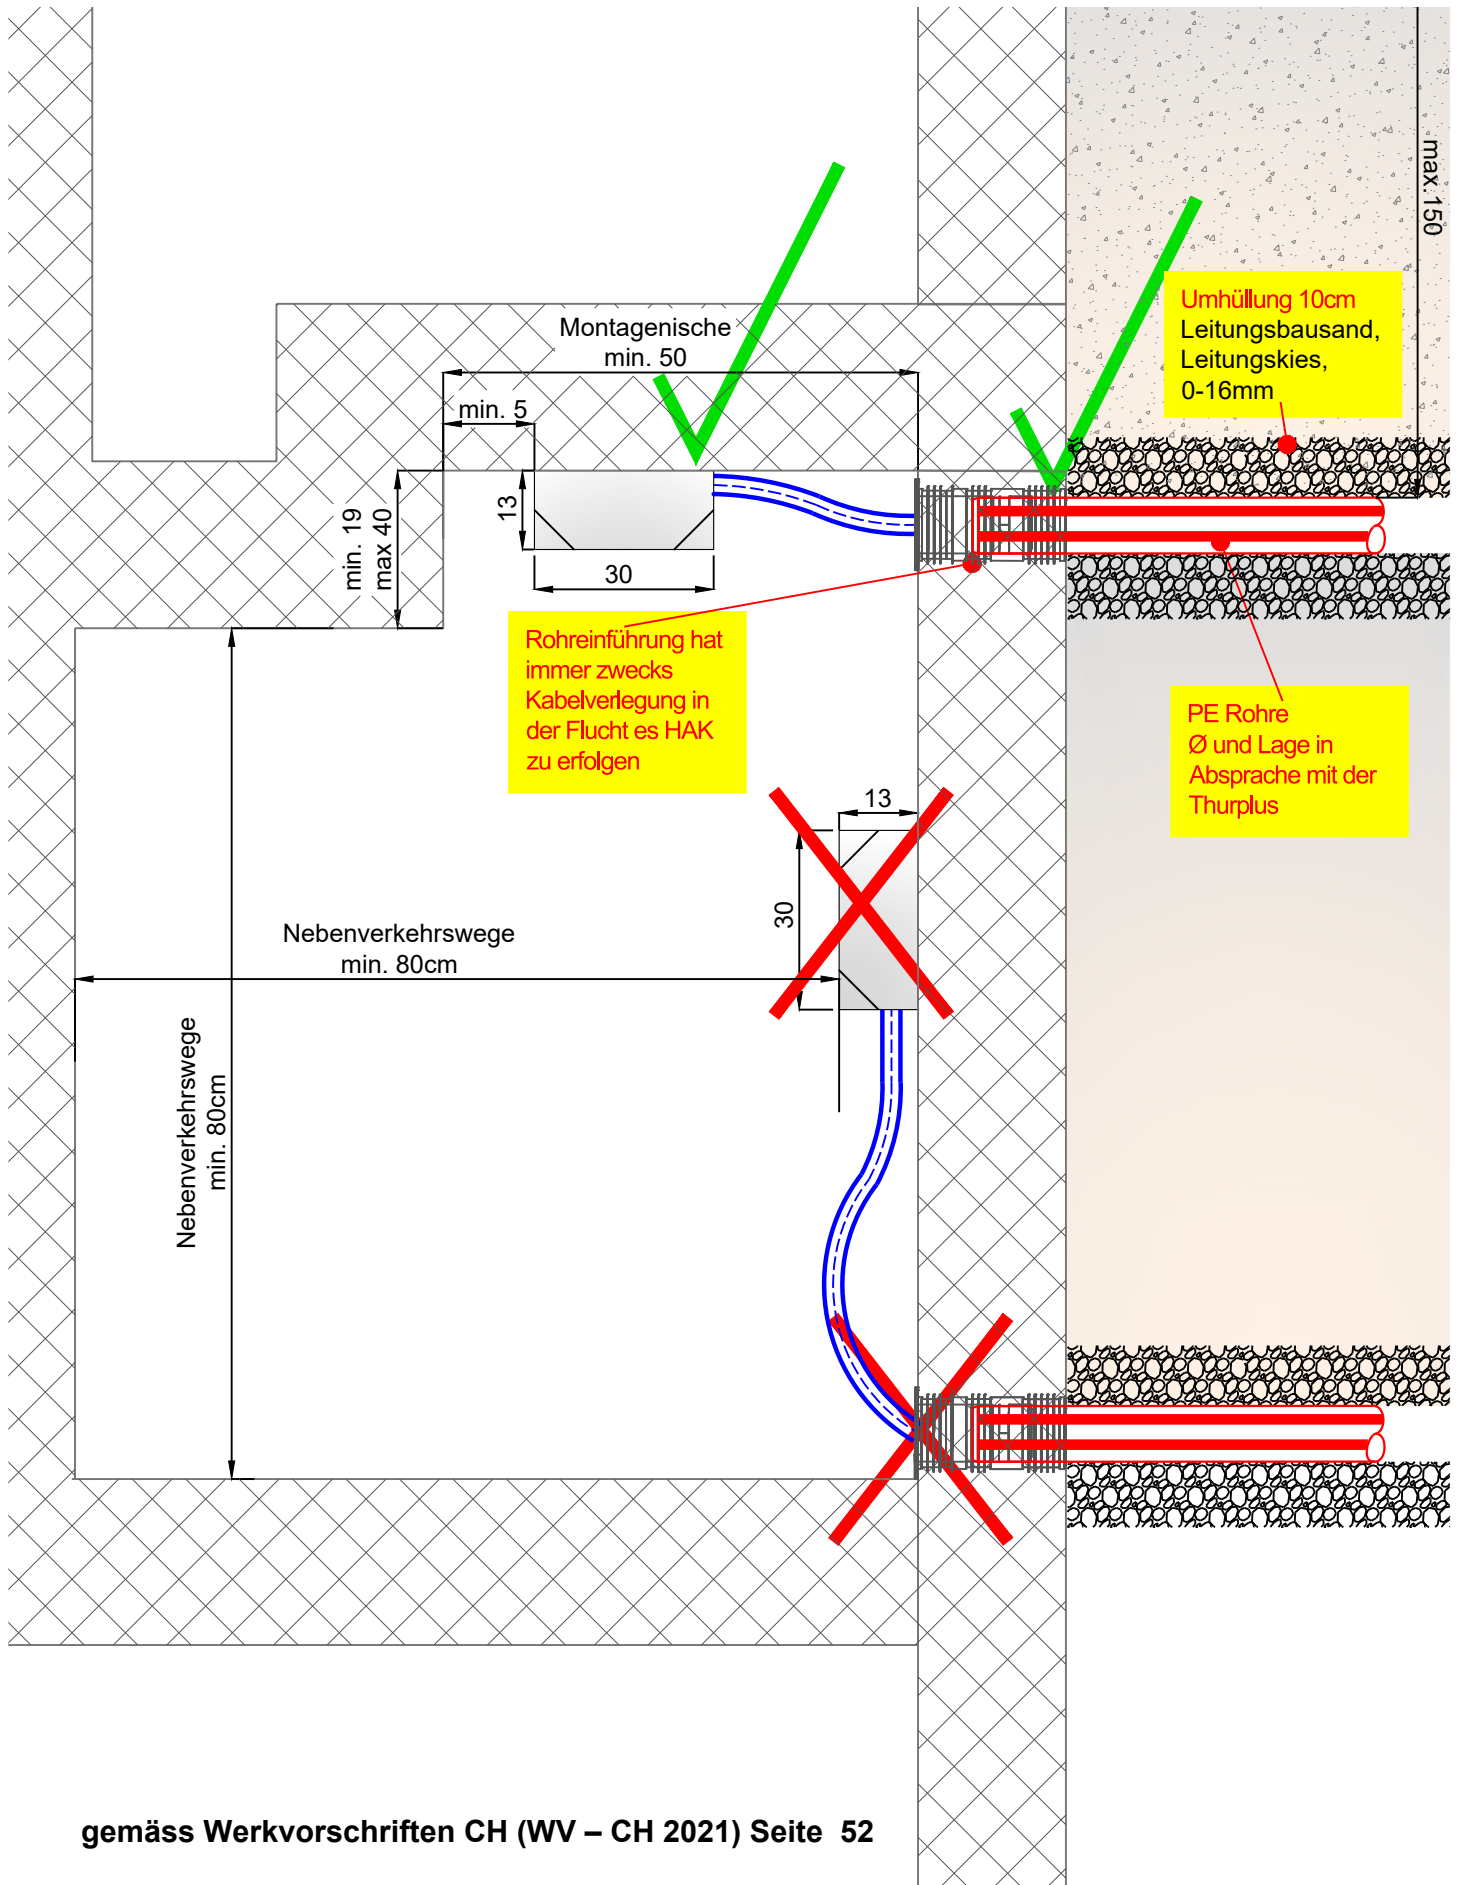 max.150
Umhüllung 10cm
Leitungsbausand,
Leitungskies,
0-16mm
Montagenische
min. 50
min. 5
13
min. 19
max 40
30
Rohreinführung hat
immer zwecks
Kabelverlegung in
der Flucht es HAK
zu erfolgen
PE Rohre
Ø und Lage in
Absprache mit der
Thurplus
13
30
Nebenverkehrswege
min. 80cm
Nebenverkehrswege
min. 80cm
gemäss Werkvorschriften CH (WV – CH 2021) Seite 52